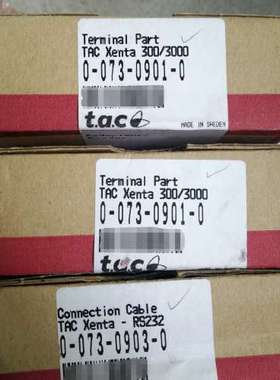 Terminal Part
TAC Xenta 300/3000
0-073-0901-0
t.a.c
MADE IN SWEDEN
Terminal Part
TAC Xenta 300/3000
0-073-0901-0
Connection Cable
TAC Xenta - RS232
0-073-0903-0